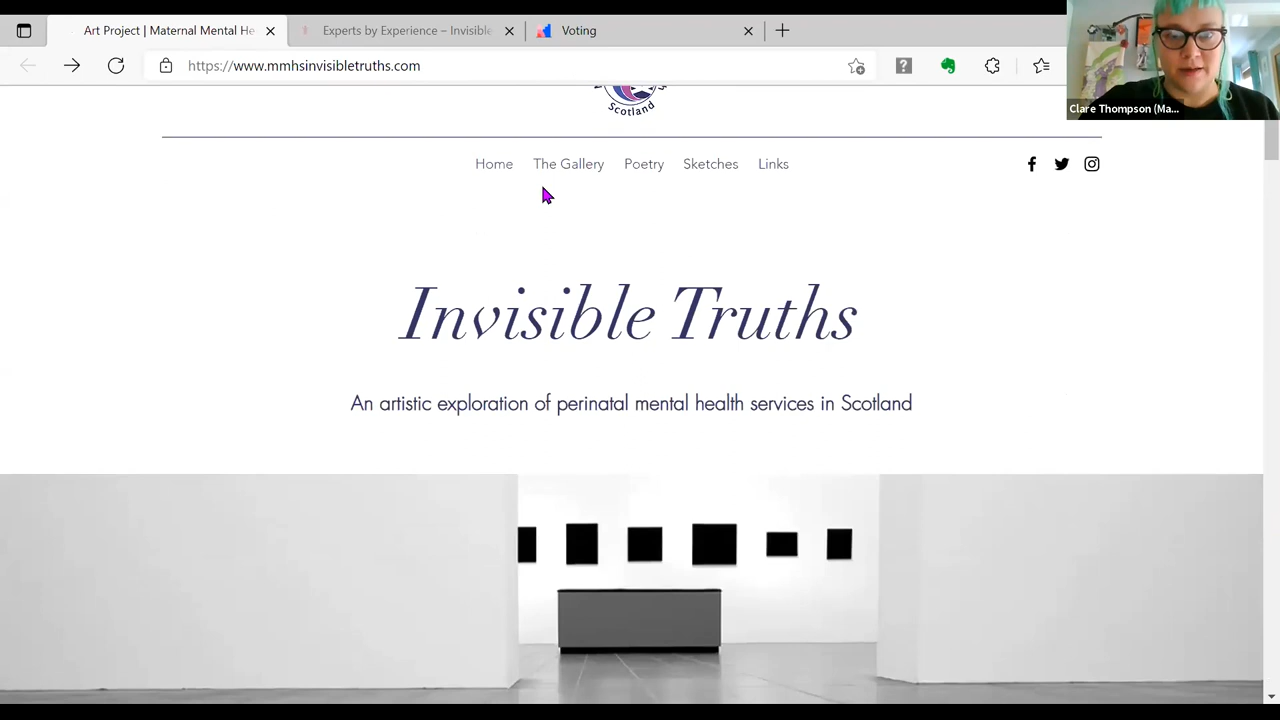 Art Project | Maternal Mental He
Experts by Experience – Invisible
Voting
https://www.mmhsinvisibletruths.com
Clare Thompson (Ma...
Scotland
Home The Gallery Poetry Sketches Links
Invisible Truths
An artistic exploration of perinatal mental health services in Scotland